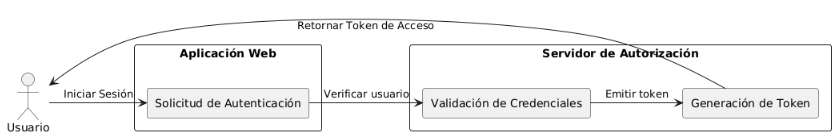 Retornar Token de Acceso
Aplicación Web
Servidor de Autorización
Usuario
Iniciar Sesión
Solicitud de Autenticación
Verificar usuario
Validación de Credenciales
Emitir token
Generación de Token